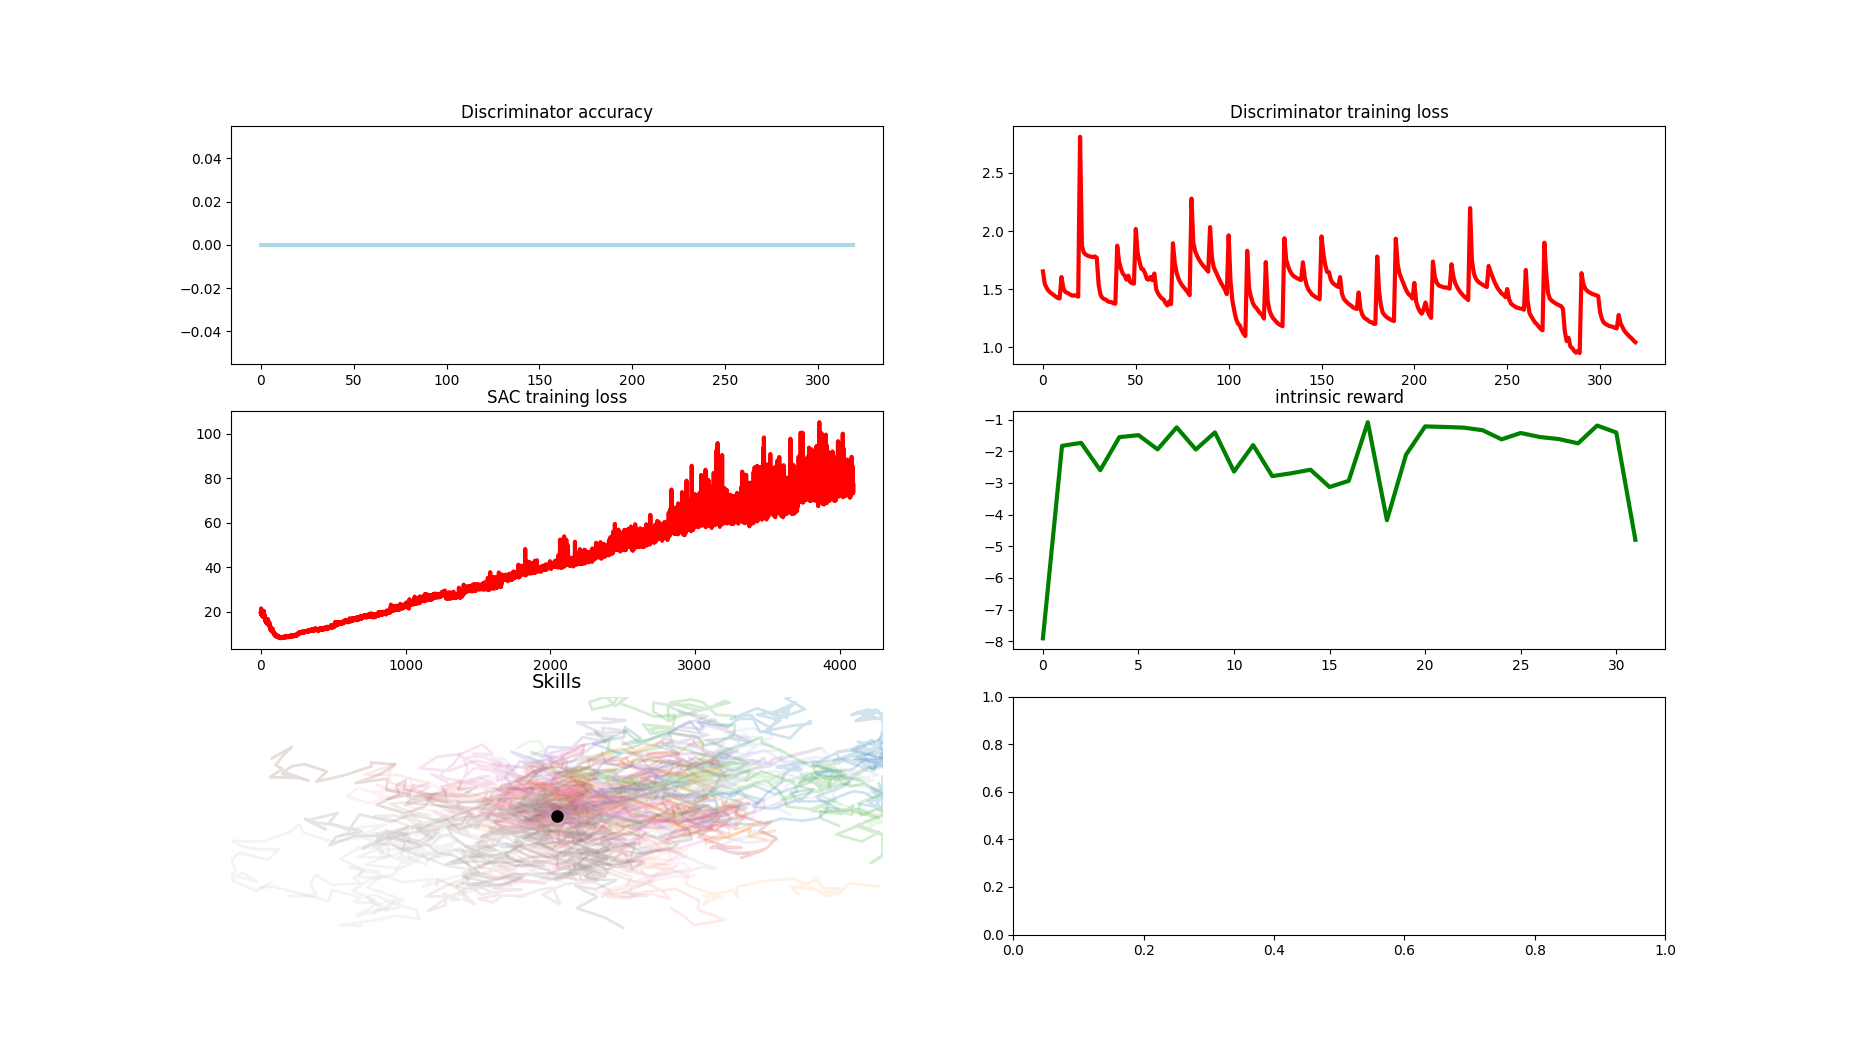 Discriminator accuracy
0.04
0.02
0.00
−0.02
−0.04
0 50 100 150 200 250 300
Discriminator training loss
2.5
2.0
1.5
1.0
0 50 100 150 200 250 300
SAC training loss
100
80
60
40
20
0 1000 2000 3000 4000
intrinsic reward
−1
−2
−3
−4
−5
−6
−7
−8
0 5 10 15 20 25 30
Skills
1.0
0.8
0.6
0.4
0.2
0.0
0.0 0.2 0.4 0.6 0.8 1.0